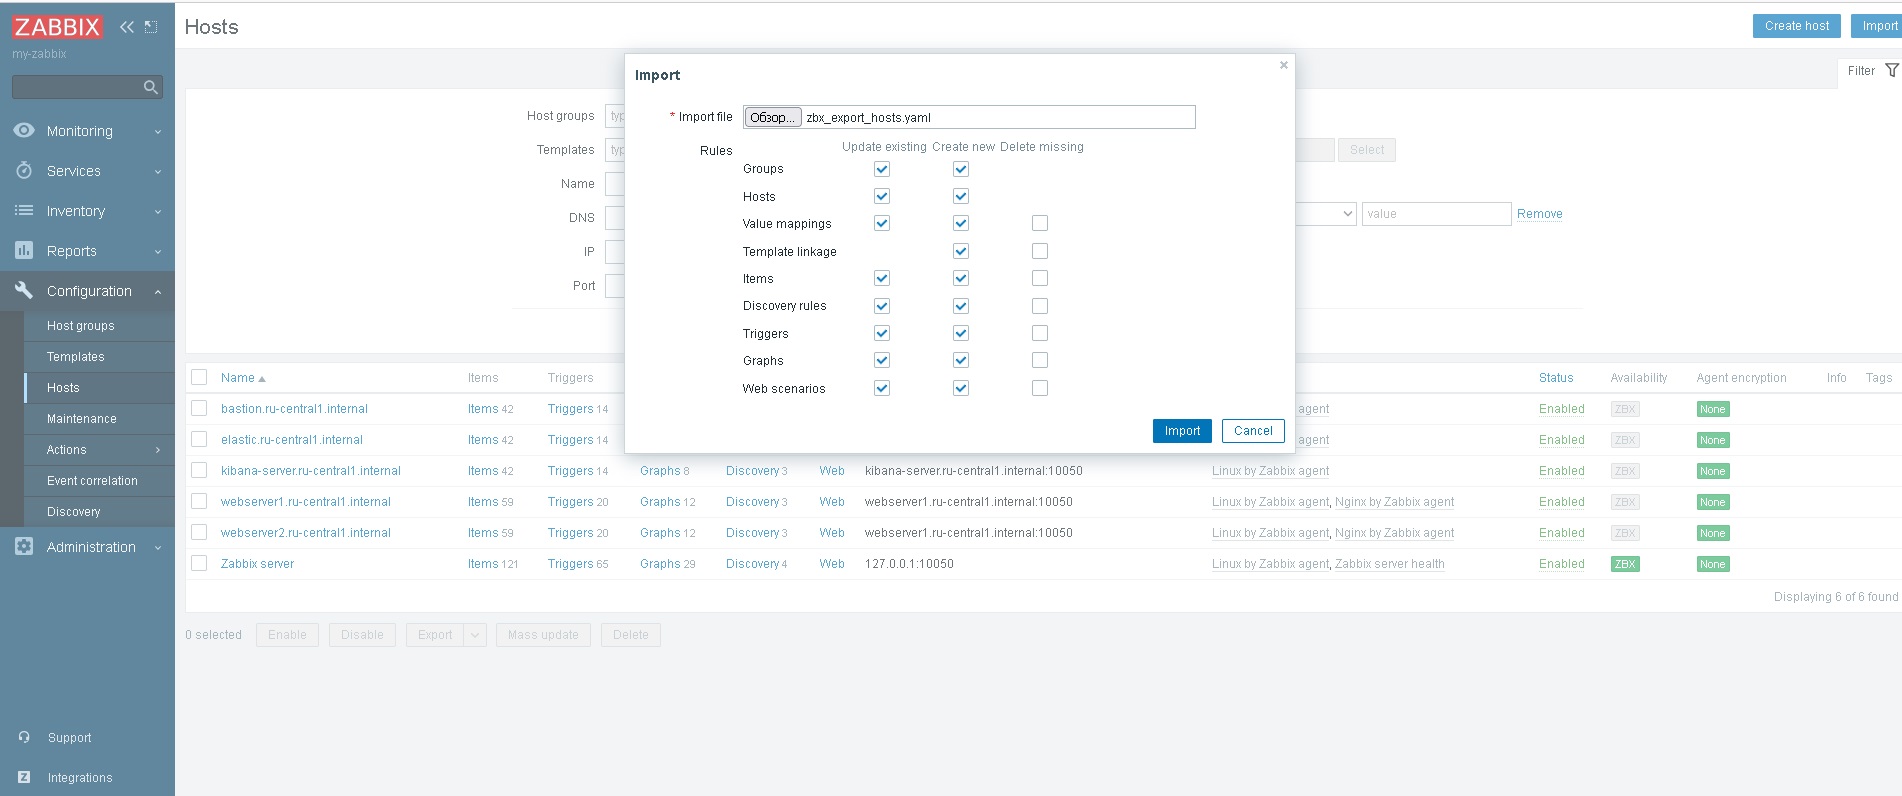 ZABBIX
my-zabbix
Monitoring
Services
Inventory
Reports
Configuration
Host groups
Templates
Hosts
Maintenance
Actions
Event correlation
Discovery
Administration
Support
Integrations
Hosts
Create host
Import
Filter
Host groups
typ
Templates
typ
Select
Name
DNS
value
Remove
IP
Port
Import
* Import file
Обзор... zbx_export_hosts.yaml
Rules
Update existing Create new Delete missing
Groups
Hosts
Value mappings
Template linkage
Items
Discovery rules
Triggers
Graphs
Web scenarios
Import Cancel
Name Items Triggers Status Availability Agent encryption Info Tags
bastion.ru-central1.internal Items 42 Triggers 14 agent Enabled ZBX None
elastic.ru-central1.internal Items 42 Triggers 14 agent Enabled ZBX None
kibana-server.ru-central1.internal Items 42 Triggers 14 Graphs 8 Discovery 3 Web kibana-server.ru-central1.internal:10050 Linux by Zabbix agent Enabled ZBX None
webserver1.ru-central1.internal Items 59 Triggers 20 Graphs 12 Discovery 3 Web webserver1.ru-central1.internal:10050 Linux by Zabbix agent, Nginx by Zabbix agent Enabled ZBX None
webserver2.ru-central1.internal Items 59 Triggers 20 Graphs 12 Discovery 3 Web webserver1.ru-central1.internal:10050 Linux by Zabbix agent, Nginx by Zabbix agent Enabled ZBX None
Zabbix server Items 121 Triggers 65 Graphs 29 Discovery 4 Web 127.0.0.1:10050 Linux by Zabbix agent, Zabbix server health Enabled ZBX None
Displaying 6 of 6 found
0 selected Enable Disable Export Mass update Delete